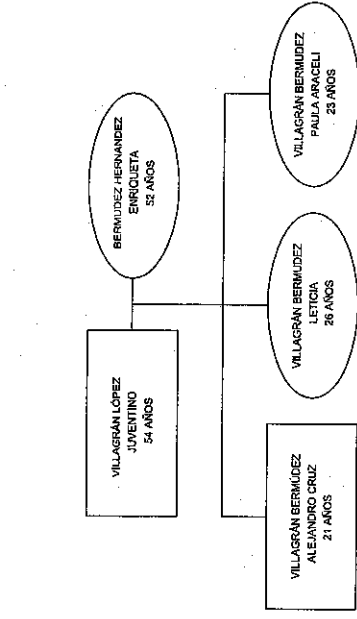 VILLAGRÁN LÓPEZ
JUVENTINO
54 AÑOS
BERMUDEZ HERNANDEZ
ENRIQUETA
52 AÑOS
VILLAGRÁN BERMÚDEZ
ALEJANDRO CRUZ
21 AÑOS
VILLAGRÁN BERMUDEZ
LETICIA
26 AÑOS
VILLAGRÁN BERMUDEZ
PAULA ARACELI
23 AÑOS